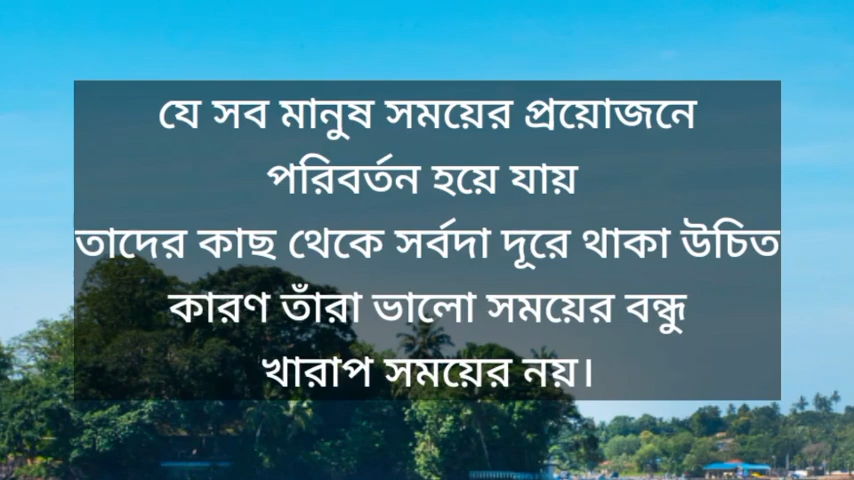 যে সব মানুষ সময়ের প্রয়োজনে
পরিবর্তন হয়ে যায়
তাদের কাছ থেকে সর্বদা দূরে থাকা উচিত
কারণ তাঁরা ভালো সময়ের বন্ধু
খারাপ সময়ের নয়।